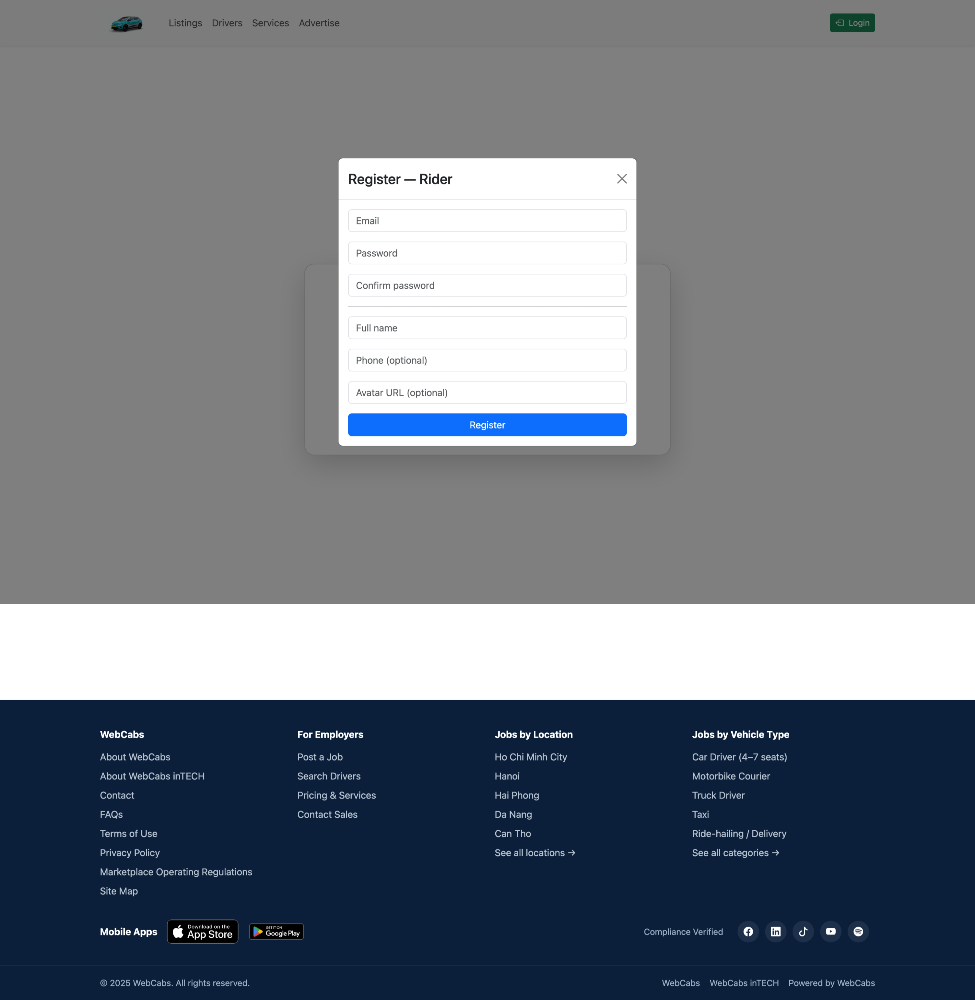 Listings Drivers Services Advertise
Login
Register — Rider
Email
Password
Confirm password
Full name
Phone (optional)
Avatar URL (optional)
Register
WebCabs
About WebCabs
About WebCabs inTECH
Contact
FAQs
Terms of Use
Privacy Policy
Marketplace Operating Regulations
Site Map
For Employers
Post a Job
Search Drivers
Pricing & Services
Contact Sales
Jobs by Location
Ho Chi Minh City
Hanoi
Hai Phong
Da Nang
Can Tho
See all locations →
Jobs by Vehicle Type
Car Driver (4–7 seats)
Motorbike Courier
Truck Driver
Taxi
Ride-hailing / Delivery
See all categories →
Mobile Apps
Download on the
App Store
GET IT ON
Google Play
Compliance Verified
© 2025 WebCabs. All rights reserved.
WebCabs WebCabs inTECH Powered by WebCabs